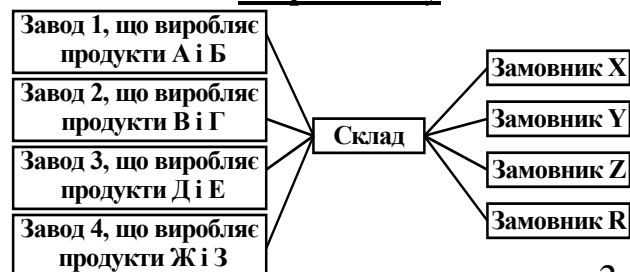 Завод 1, що виробляє
продукти А і Б
Завод 2, що виробляє
продукти В і Г
Завод 3, що виробляє
продукти Д і Е
Завод 4, що виробляє
продукти Ж і З
Склад
Замовник X
Замовник Y
Замовник Z
Замовник R